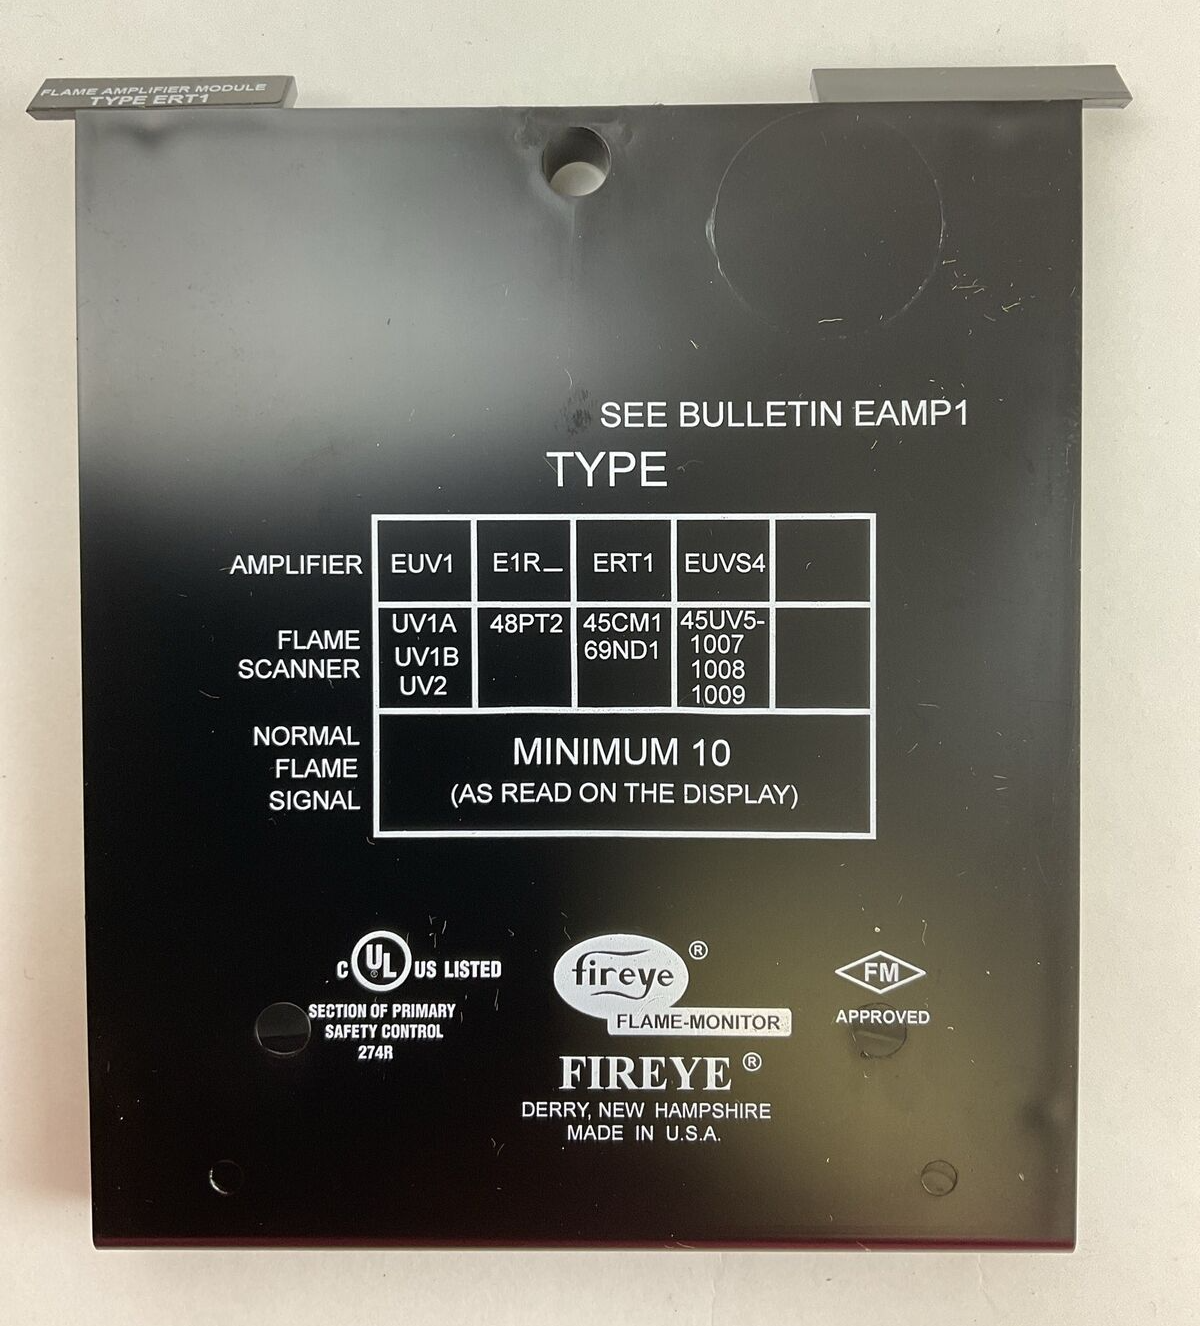 FLAME AMPLIFIER MODULE
TYPE ERT1
SEE BULLETIN EAMP1
TYPE
AMPLIFIER EUV1 E1R_ ERT1 EUVS4
FLAME SCANNER
UV1A 48PT2 45CM1 45UV5-
UV1B 69ND1 1007
UV2 1008
1009
NORMAL
FLAME
SIGNAL
MINIMUM 10
(AS READ ON THE DISPLAY)
C UL ® US LISTED
SECTION OF PRIMARY
SAFETY CONTROL
274R
fireye ®
FLAME-MONITOR
FIREYE ®
DERRY, NEW HAMPSHIRE
MADE IN U.S.A.
FM
APPROVED